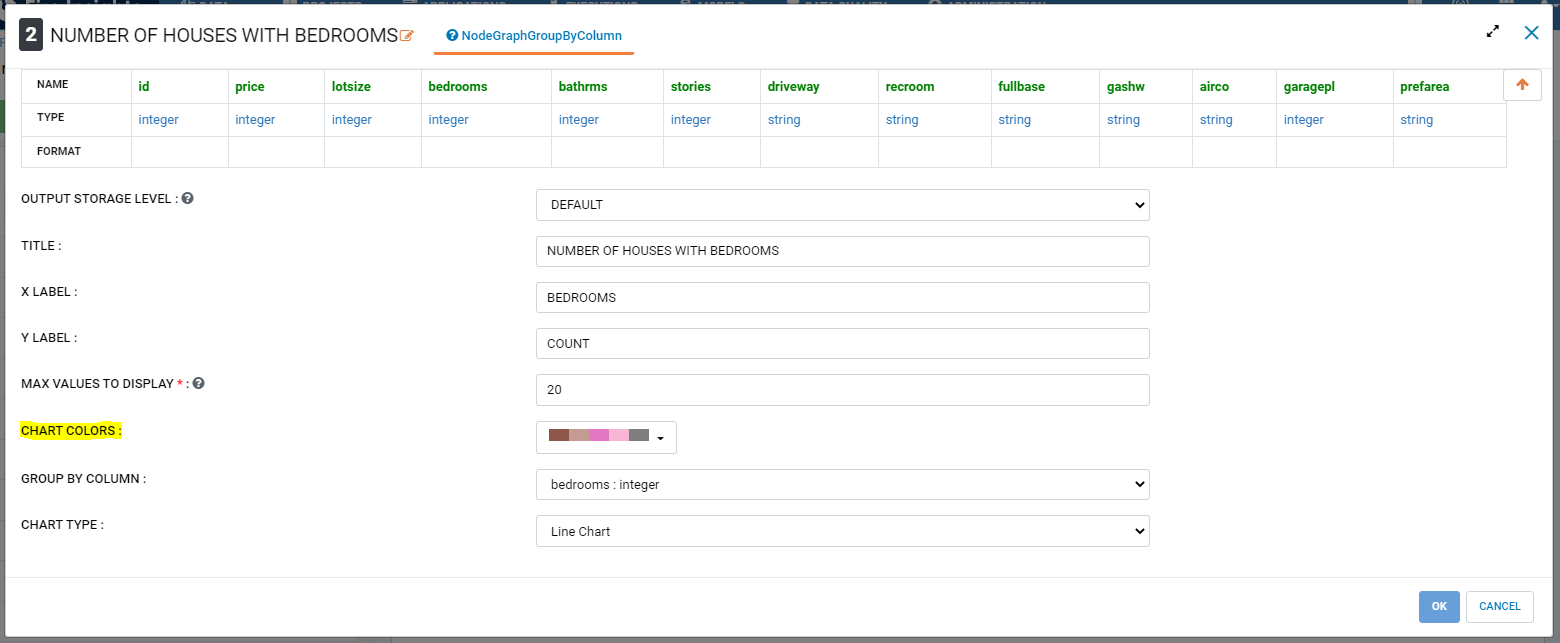 2 NUMBER OF HOUSES WITH BEDROOMS NodeGraphGroupByColumn
NAME id price lotsize bedrooms bathrms stories driveway recroom fullbase gashw airco garagepl prefarea
TYPE integer integer integer integer integer integer string string string string string integer string
FORMAT
OUTPUT STORAGE LEVEL : DEFAULT
TITLE : NUMBER OF HOUSES WITH BEDROOMS
X LABEL : BEDROOMS
Y LABEL : COUNT
MAX VALUES TO DISPLAY * : 20
CHART COLORS :
GROUP BY COLUMN : bedrooms : integer
CHART TYPE : Line Chart
OK CANCEL